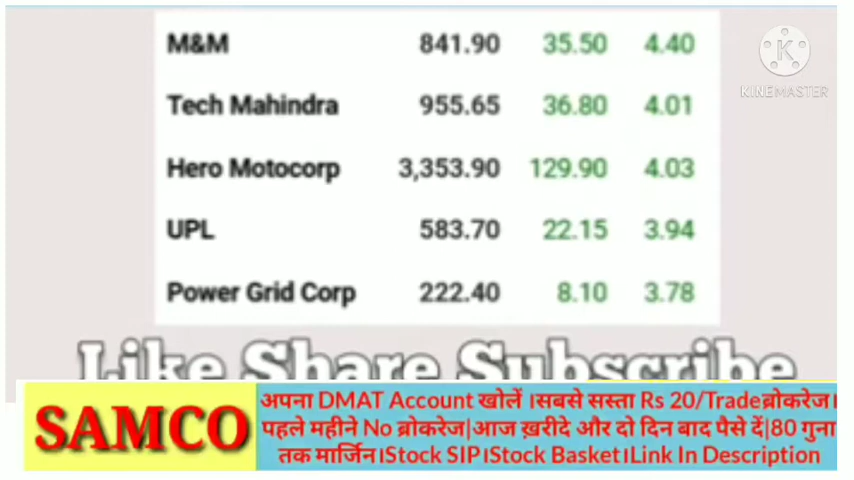 M&M 841.90 35.50 4.40
KINEMASTER
Tech Mahindra 955.65 36.80 4.01
Hero Motocorp 3,353.90 129.90 4.03
UPL 583.70 22.15 3.94
Power Grid Corp 222.40 8.10 3.78
Like Share Subscribe
SAMCO
अपना DMAT Account खोलें ।सबसे सस्ता Rs 20/Tradeब्रोकरेज।
पहले महीने No ब्रोकरेज|आज ख़रीदे और दो दिन बाद पैसे दें|80 गुना
तक मार्जिन।Stock SIP।Stock Basket।Link In Description